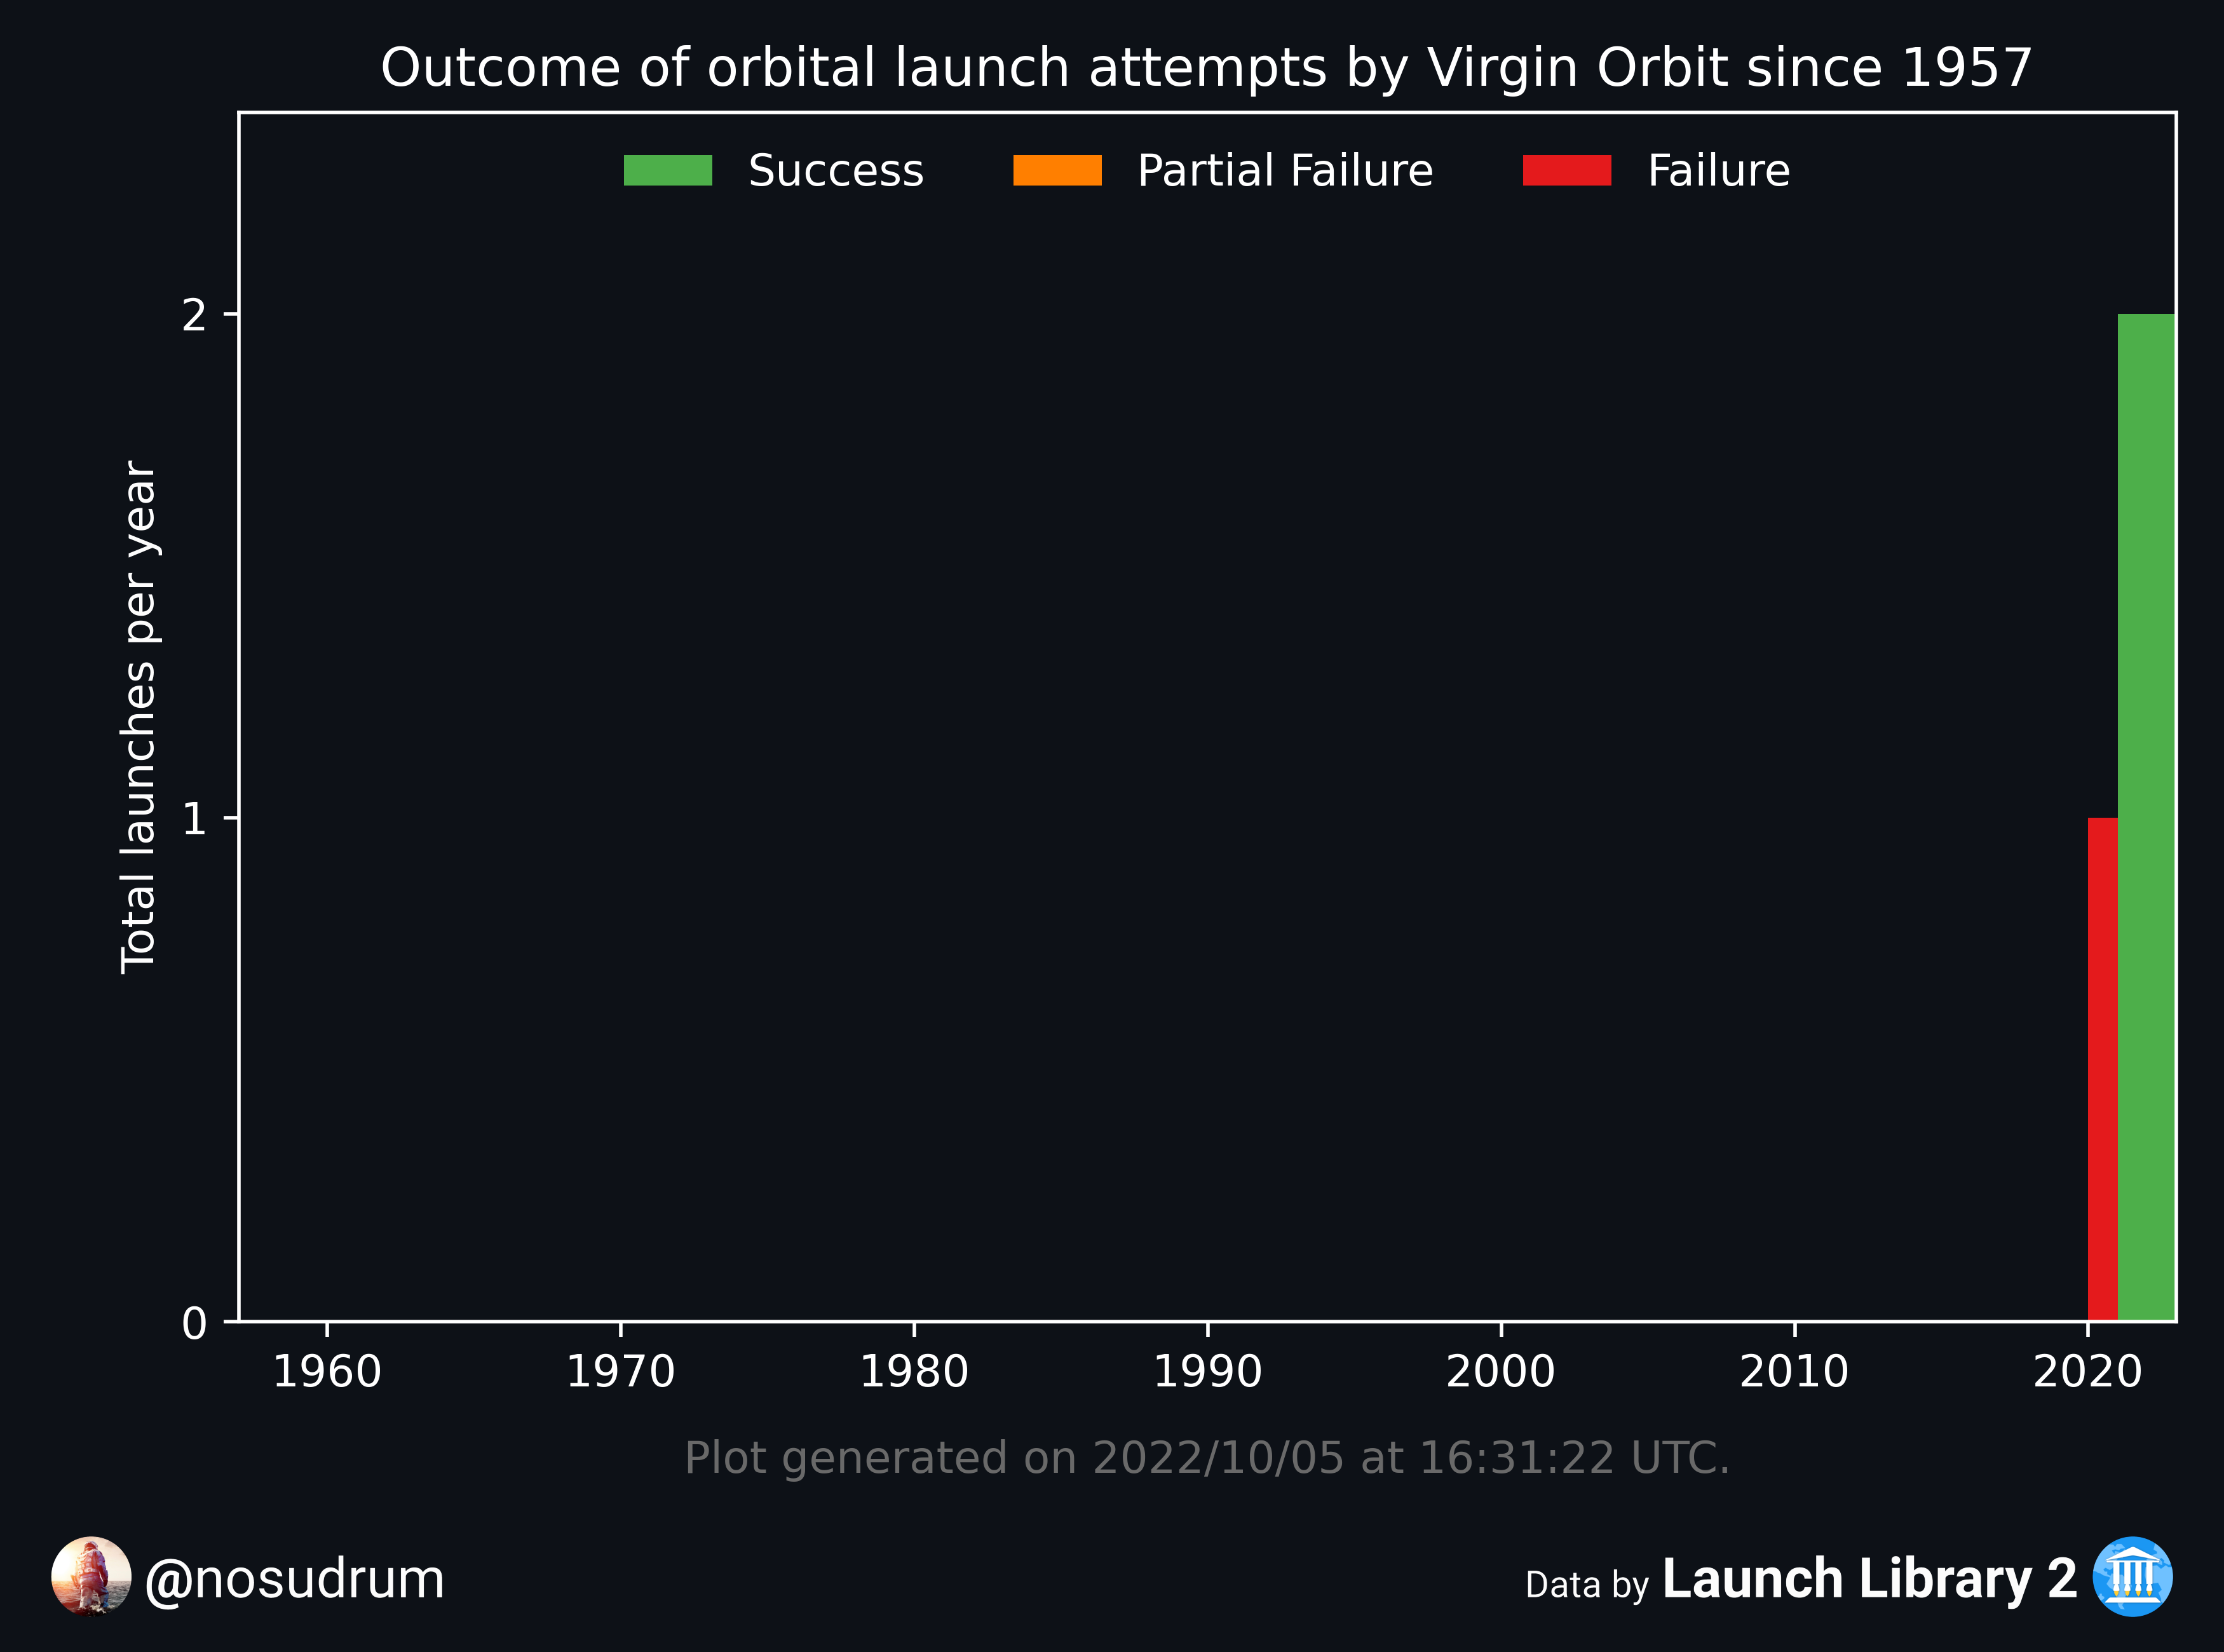 Outcome of orbital launch attempts by Virgin Orbit since 1957
Success Partial Failure Failure
Total launches per year
2
1
0
1960 1970 1980 1990 2000 2010 2020
Plot generated on 2022/10/05 at 16:31:22 UTC.
@nosudrum
Data by Launch Library 2